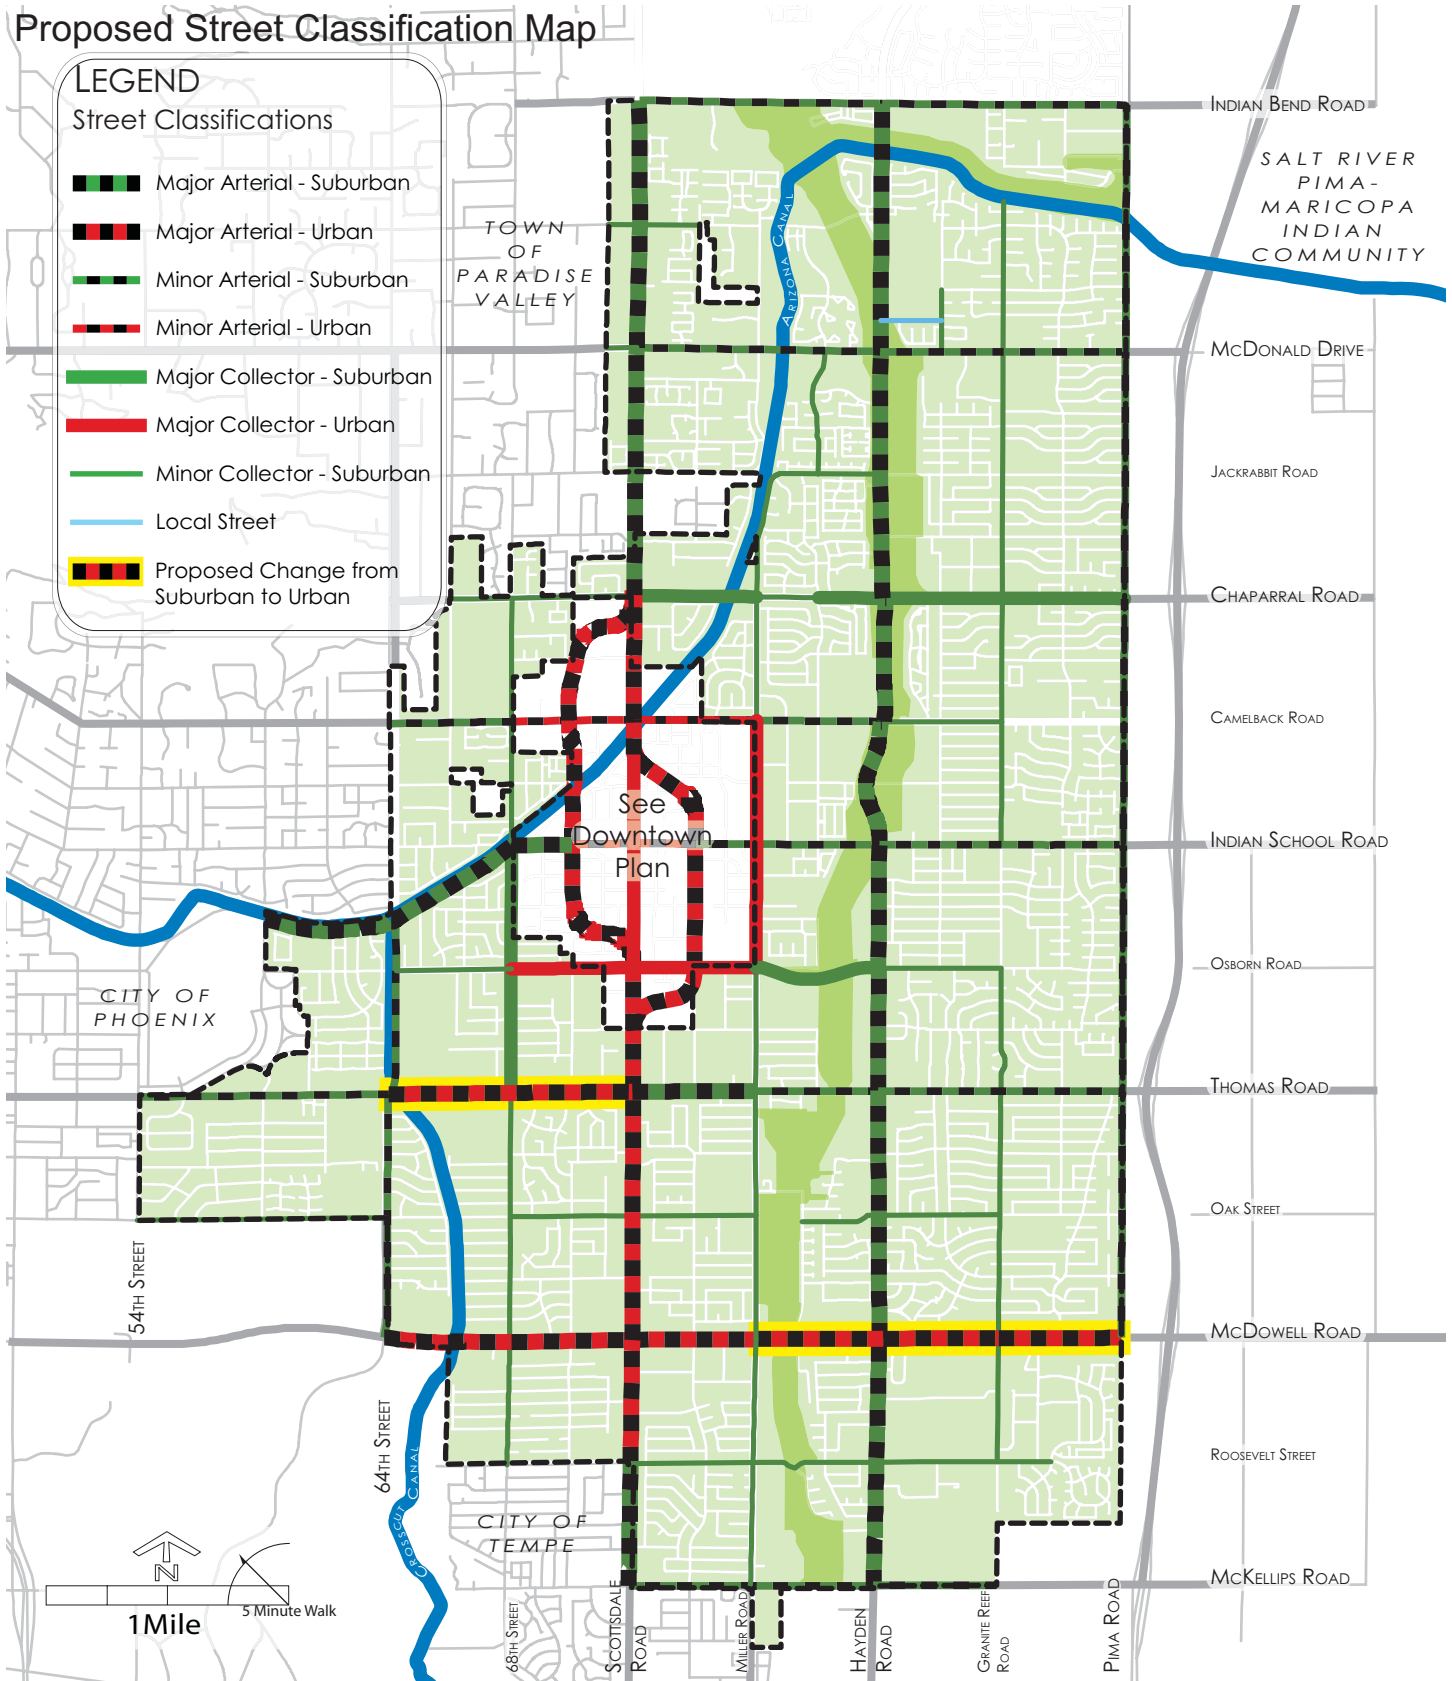 Proposed Street Classification Map
LEGEND
Street Classifications
Major Arterial - Suburban
Major Arterial - Urban
Minor Arterial - Suburban
Minor Arterial - Urban
Major Collector - Suburban
Major Collector - Urban
Minor Collector - Suburban
Local Street
Proposed Change from
Suburban to Urban
TOWN
OF
PARADISE
VALLEY
ARIZONA CANAL
INDIAN BEND ROAD
SALT RIVER
PIMA-
MARICOPA
INDIAN
COMMUNITY
MCDONALD DRIVE
JACKRABBIT ROAD
CHAPARRAL ROAD
CAMELBACK ROAD
See
Downtown
Plan
INDIAN SCHOOL ROAD
OSBORN ROAD
CITY OF
PHOENIX
THOMAS ROAD
OAK STREET
54TH STREET
MCDOWELL ROAD
64TH STREET
CROSSCUT CANAL
ROOSEVELT STREET
CITY OF
TEMPE
MCKELLIPS ROAD
N
1Mile
5 Minute Walk
68TH STREET
SCOTTSDALE
ROAD
MILLER ROAD
HAYDEN
ROAD
GRANITE REEF
ROAD
PIMA ROAD